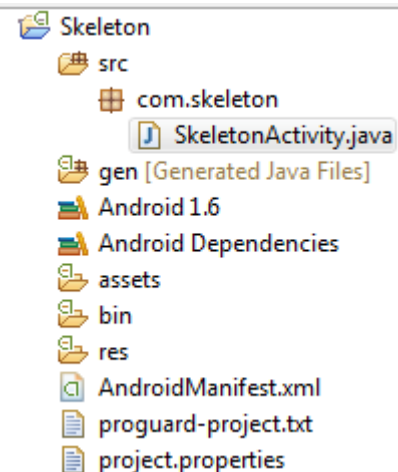 Skeleton
src
com.skeleton
SkeletonActivity.java
gen [Generated Java Files]
Android 1.6
Android Dependencies
assets
bin
res
AndroidManifest.xml
proguard-project.txt
project.properties